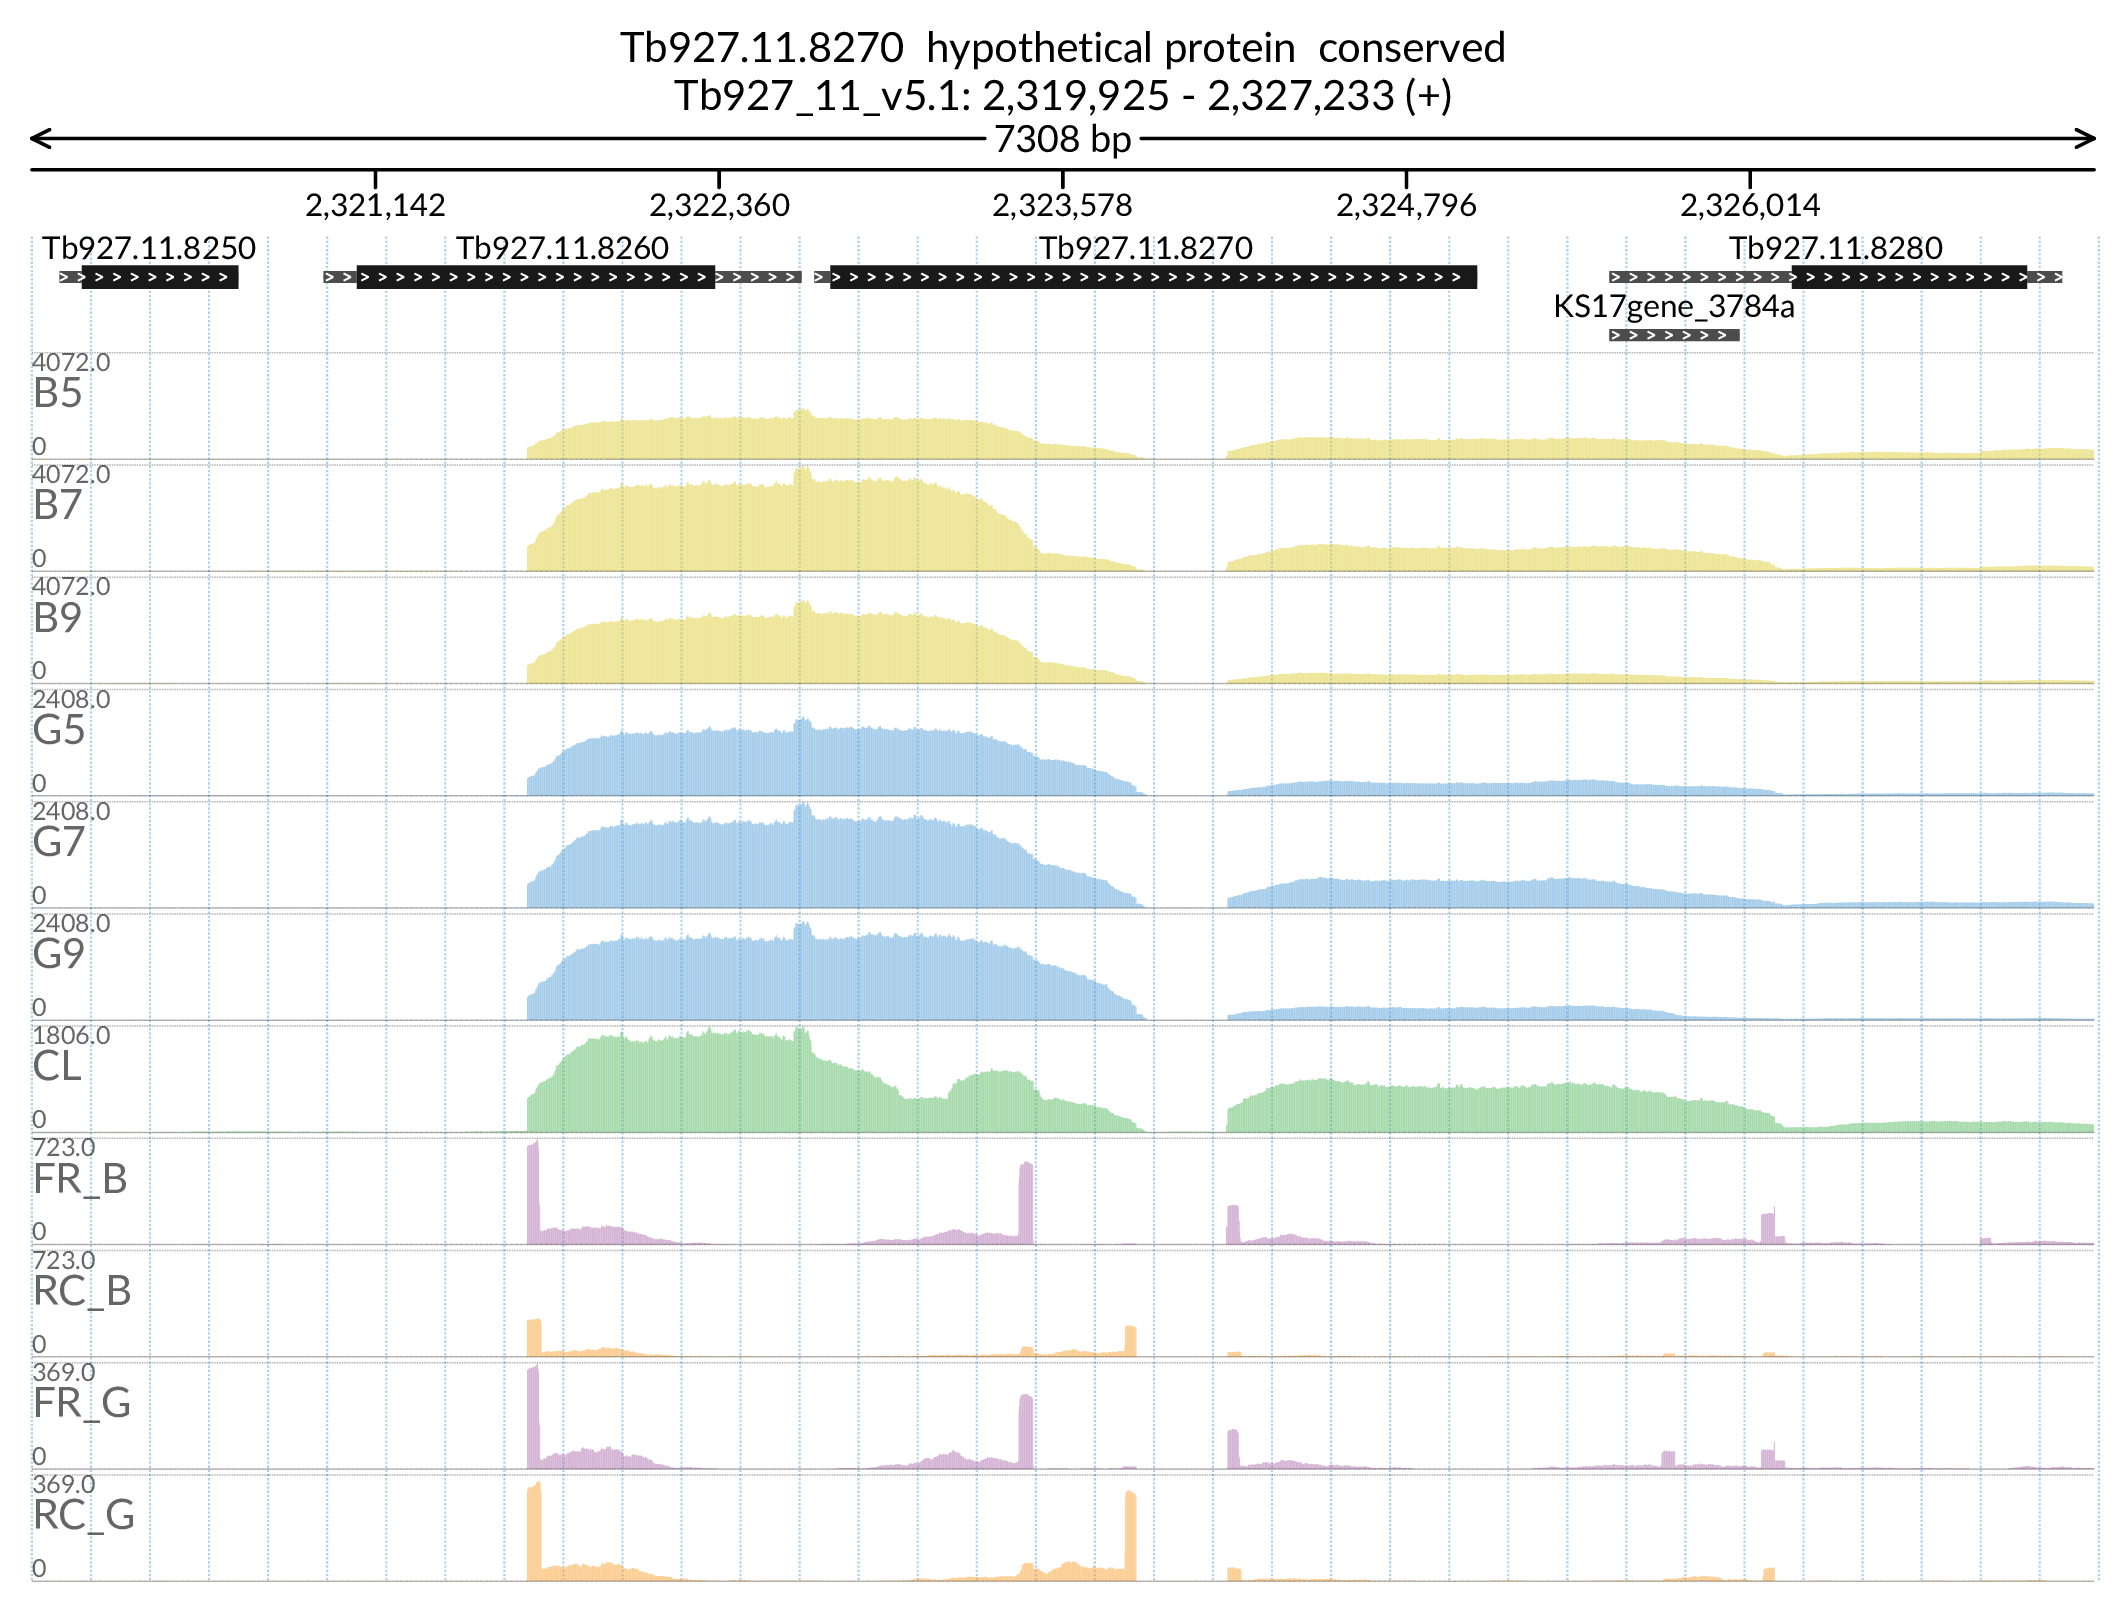 Tb927.11.8270 hypothetical protein conserved
Tb927_11_v5.1: 2,319,925 - 2,327,233 (+)
7308 bp
2,321,142 2,322,360 2,323,578 2,324,796 2,326,014
Tb927.11.8250 Tb927.11.8260 Tb927.11.8270 Tb927.11.8280
KS17gene_3784a
4072.0
B5
0
4072.0
B7
0
4072.0
B9
0
2408.0
G5
0
2408.0
G7
0
2408.0
G9
0
1806.0
CL
0
723.0
FR_B
0
723.0
RC_B
0
369.0
FR_G
0
369.0
RC_G
0